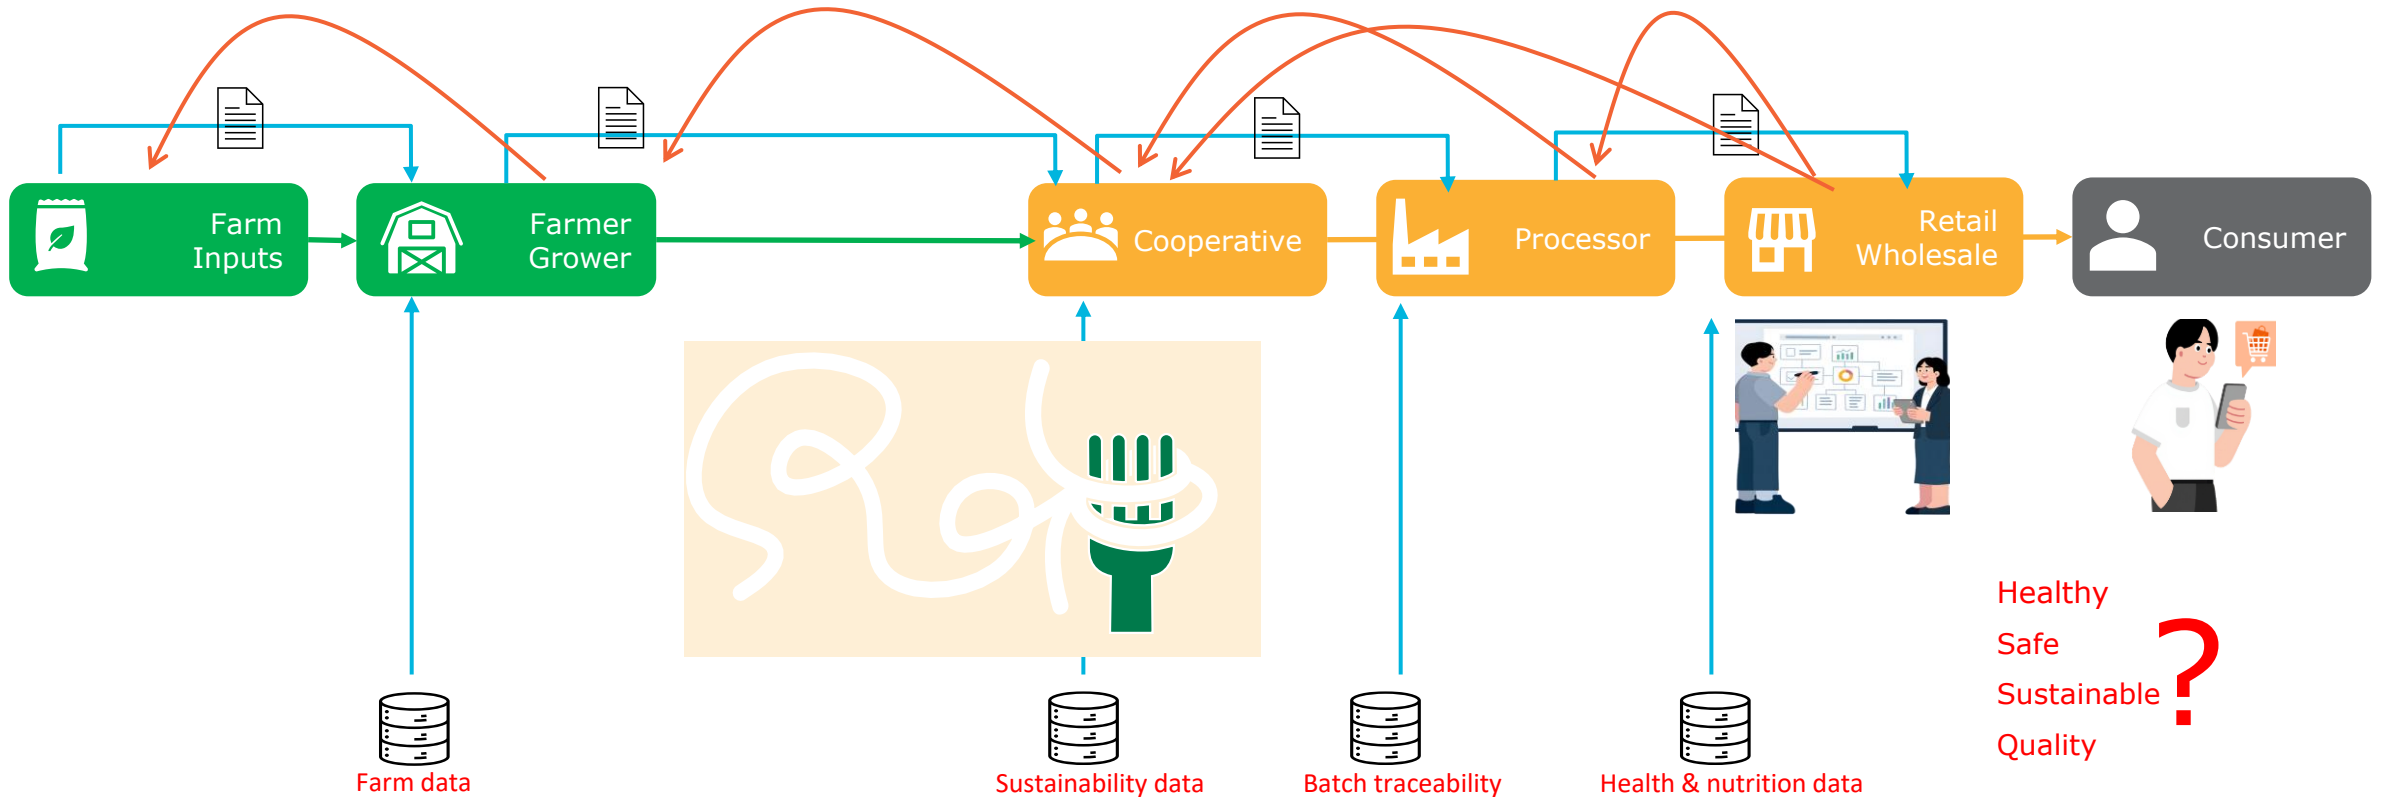 Farm
Inputs
Farmer
Grower
Cooperative
Processor
Retail
Wholesale
Consumer
Healthy
Safe
Sustainable
Quality
?
Farm data
Sustainability data
Batch traceability
Health & nutrition data